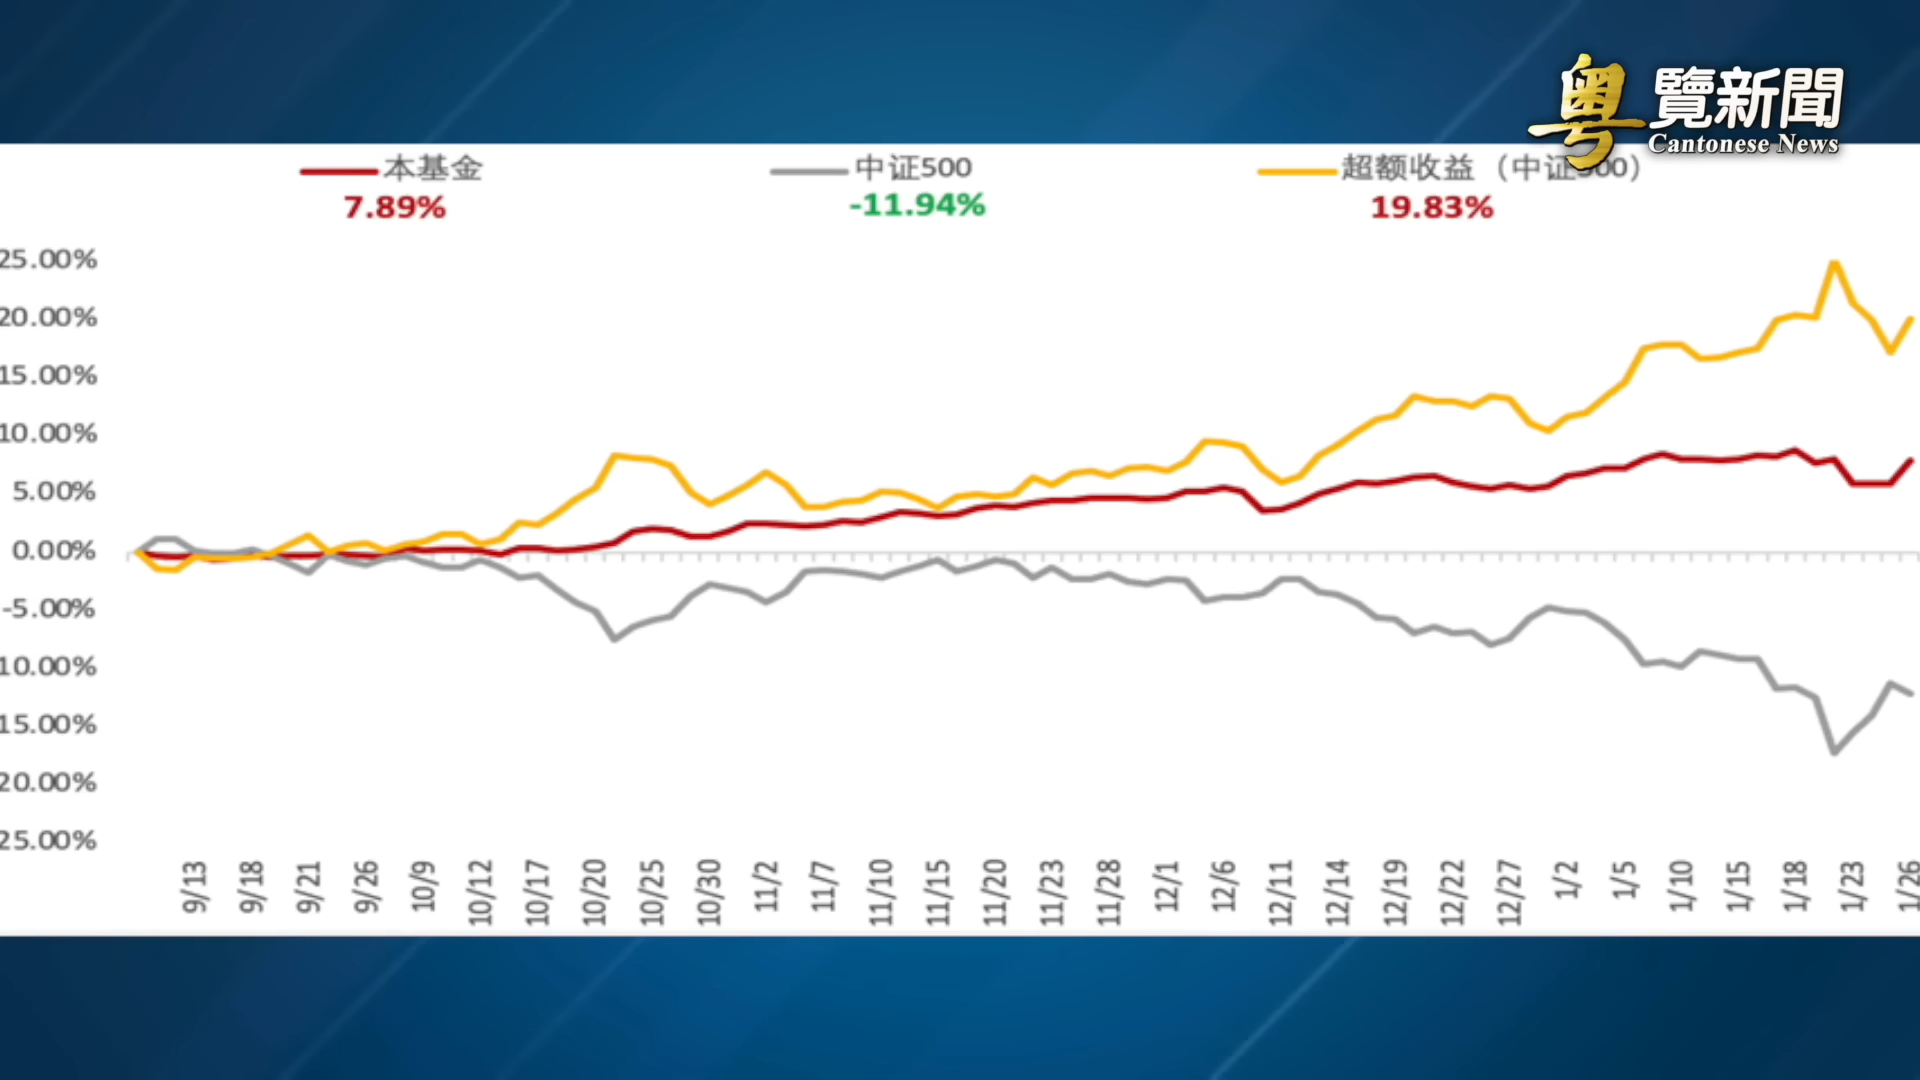 粤覽新聞
Cantonese News
本基金 中证500 超额收益（中证500）
7.89% -11.94% 19.83%
25.00%
20.00%
15.00%
10.00%
5.00%
0.00%
-5.00%
10.00%
15.00%
20.00%
25.00%
9/13 9/18 9/21 9/26 10/9 10/12 10/17 10/20 10/25 10/30 11/2 11/7 11/10 11/15 11/20 11/23 11/28 12/1 12/6 12/11 12/14 12/19 12/22 12/27 1/2 1/5 1/10 1/15 1/18 1/23 1/26